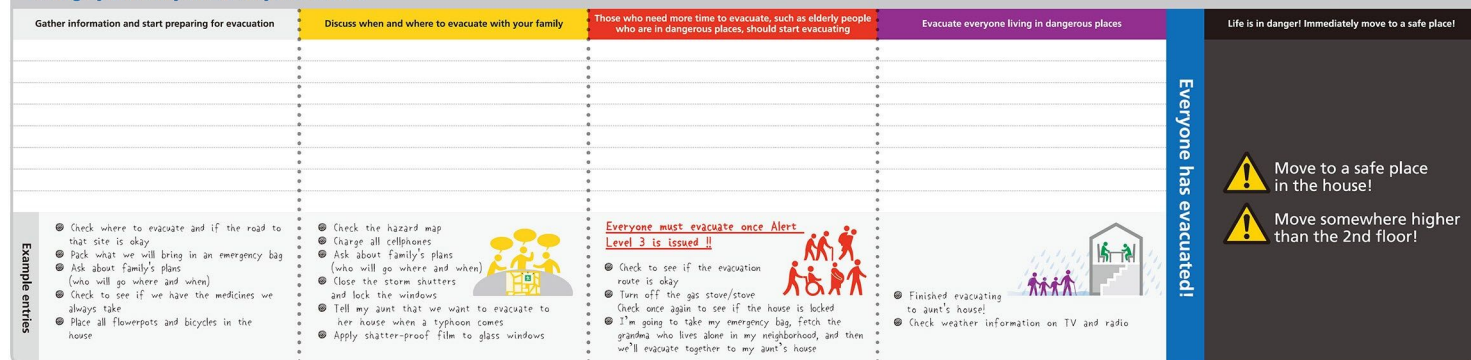 Gather information and start preparing for evacuation
Discuss when and where to evacuate with your family
Those who need more time to evacuate, such as elderly people
who are in dangerous places, should start evacuating
Evacuate everyone living in dangerous places
Everyone has evacuated!
Life is in danger! Immediately move to a safe place!
Move to a safe place
in the house!
Move somewhere higher
than the 2nd floor!
Example entries
Check where to evacuate and if the road to
that site is okay
Pack what we will bring in an emergency bag
Ask about family's plans
(who will go where and when)
Check to see if we have the medicines we
always take
Place all flowerpots and bicycles in the
house
Check the hazard map
Charge all cellphones
Ask about family's plans
(who will go where and when)
Close the storm shutters
and lock the windows
Tell my aunt that we want to evacuate to
her house when a typhoon comes
Apply shatter-proof film to glass windows
Everyone must evacuate once Alert
Level 3 is issued !!
Check to see if the evacuation
route is okay
Turn off the gas stove/stove
Check once again to see if the house is locked
I'm going to take my emergency bag, fetch the
grandma who lives alone in my neighborhood, and then
we'll evacuate together to my aunt's house
Finished evacuating
to aunt's house!
Check weather information on TV and radio